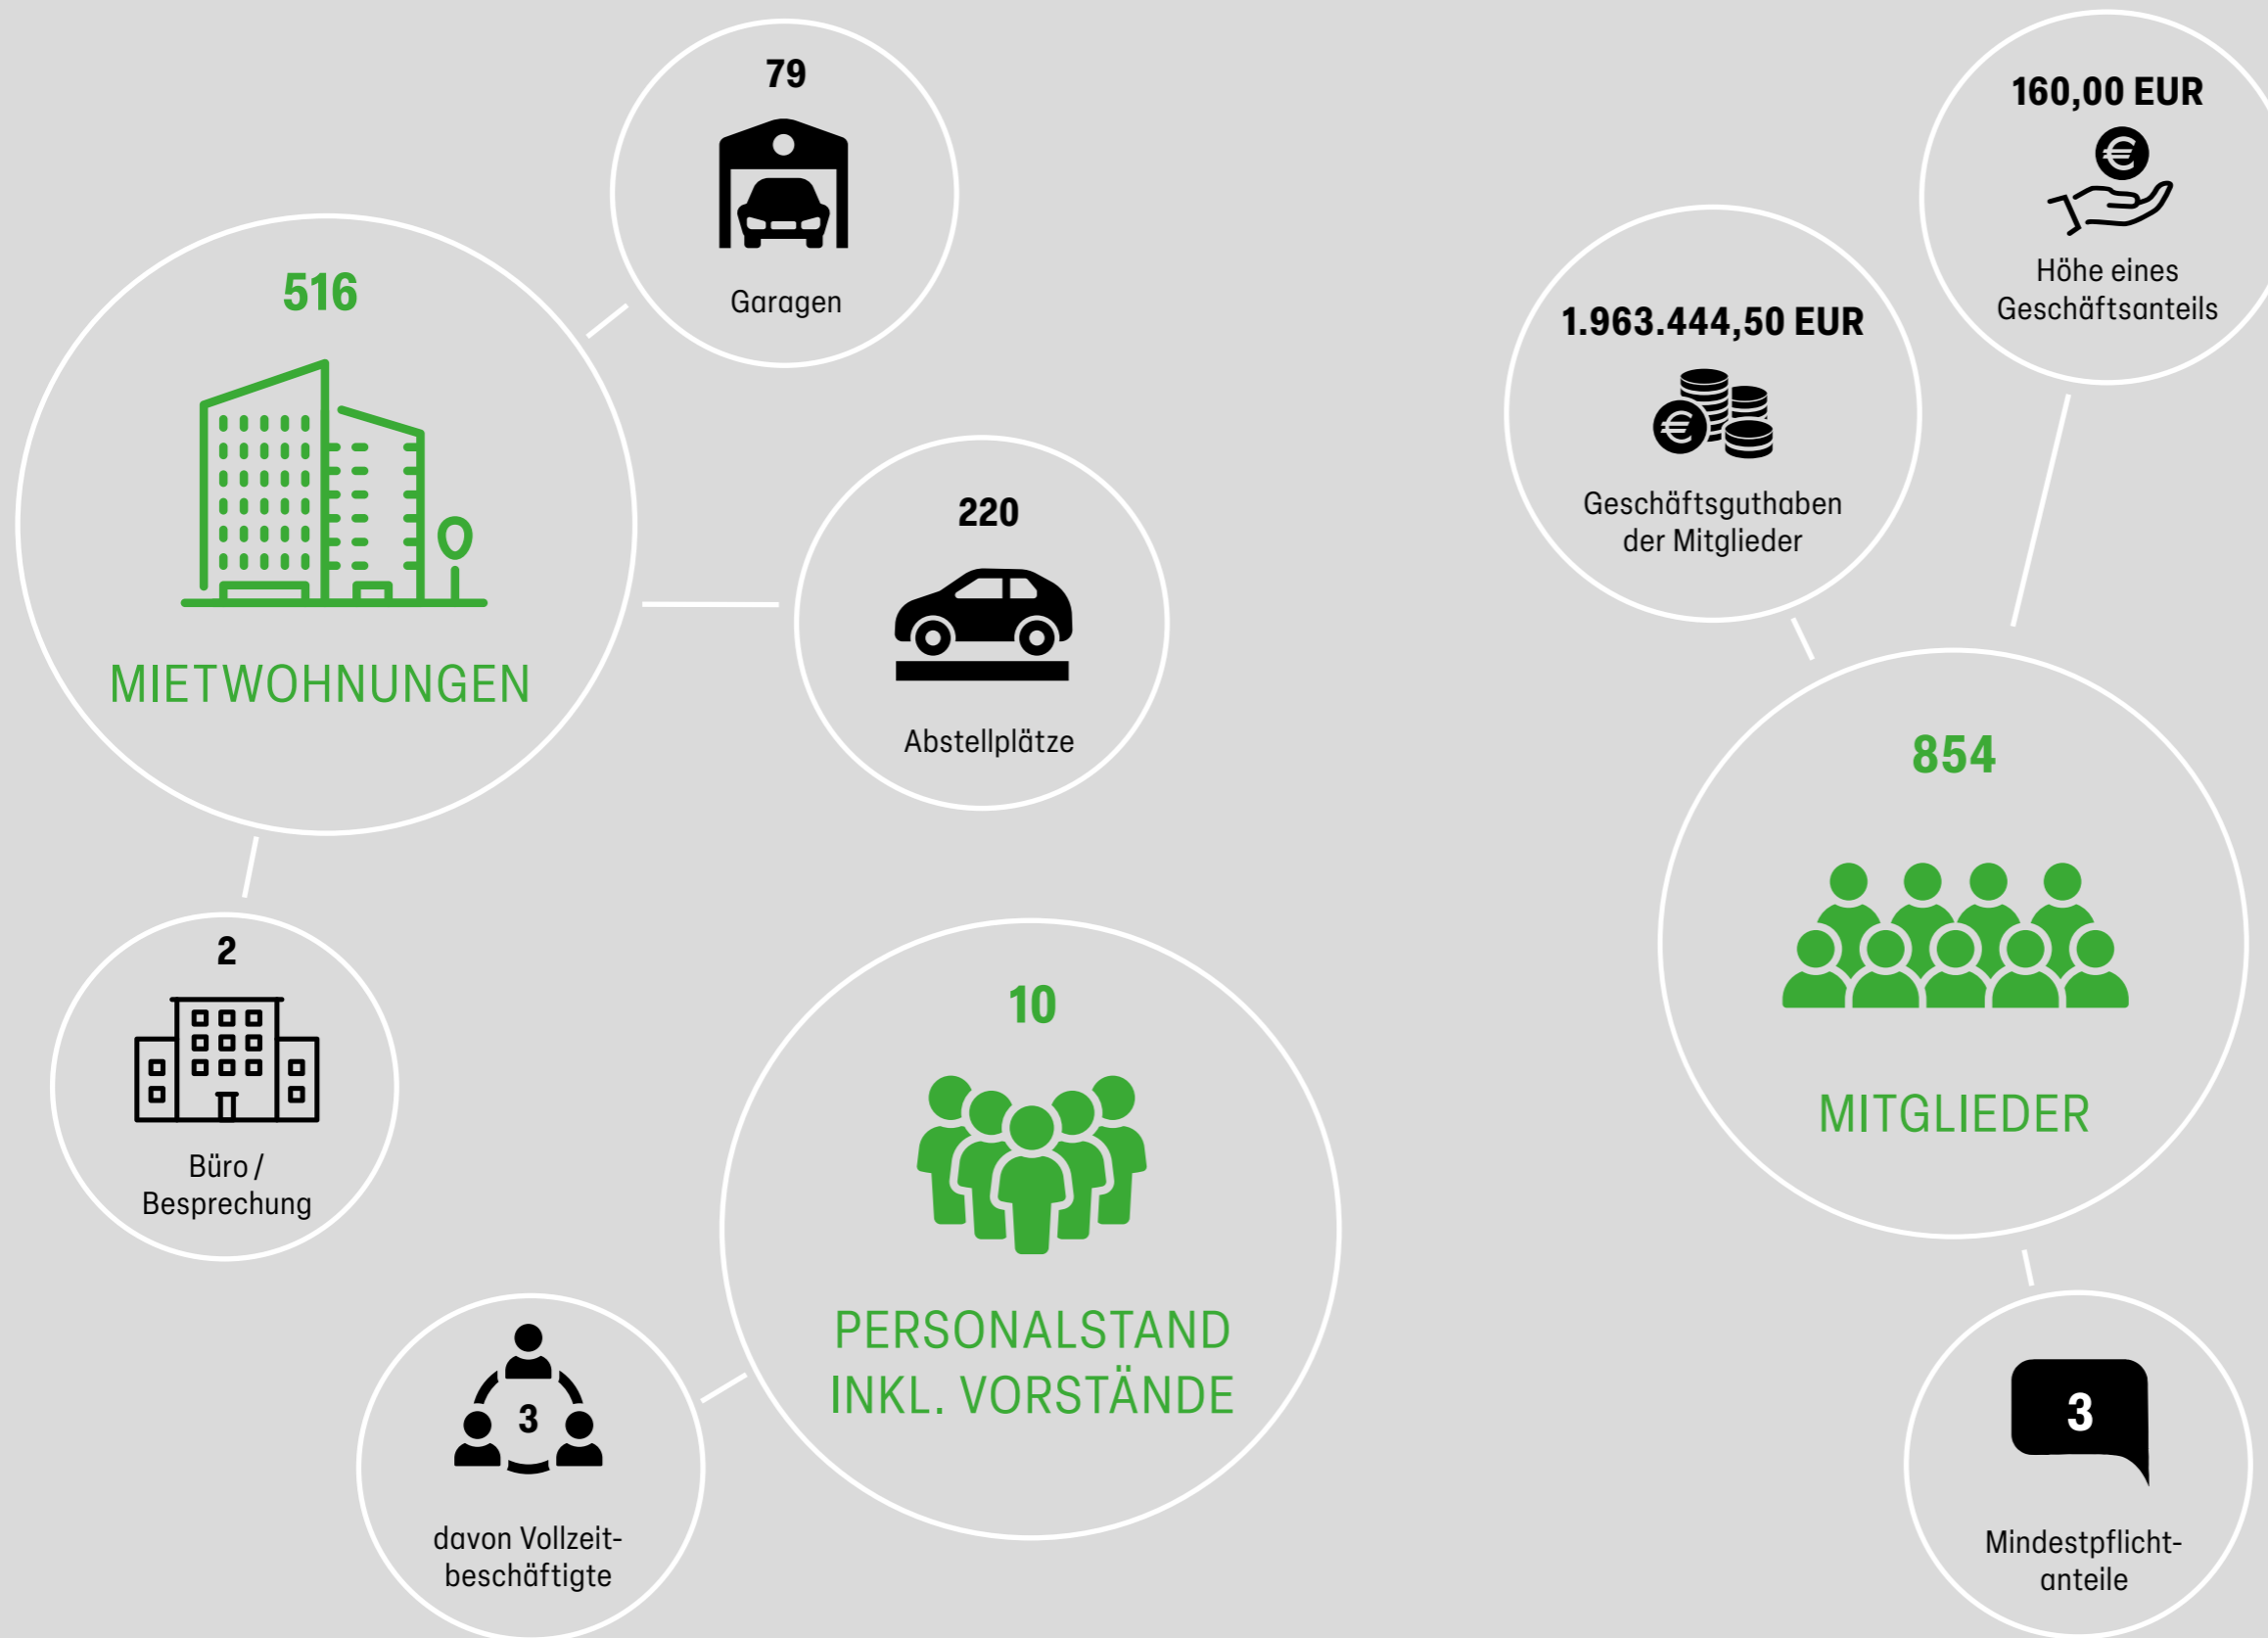 516
MIETWOHNUNGEN
79
Garagen
220
Abstellplätze
2
Büro /
Besprechung
10
PERSONALSTAND
INKL. VORSTÄNDE
3
davon Vollzeit-
beschäftigte
160,00 EUR
Höhe eines
Geschäftsanteils
1.963.444,50 EUR
Geschäftsguthaben
der Mitglieder
854
MITGLIEDER
3
Mindestpflicht-
anteile